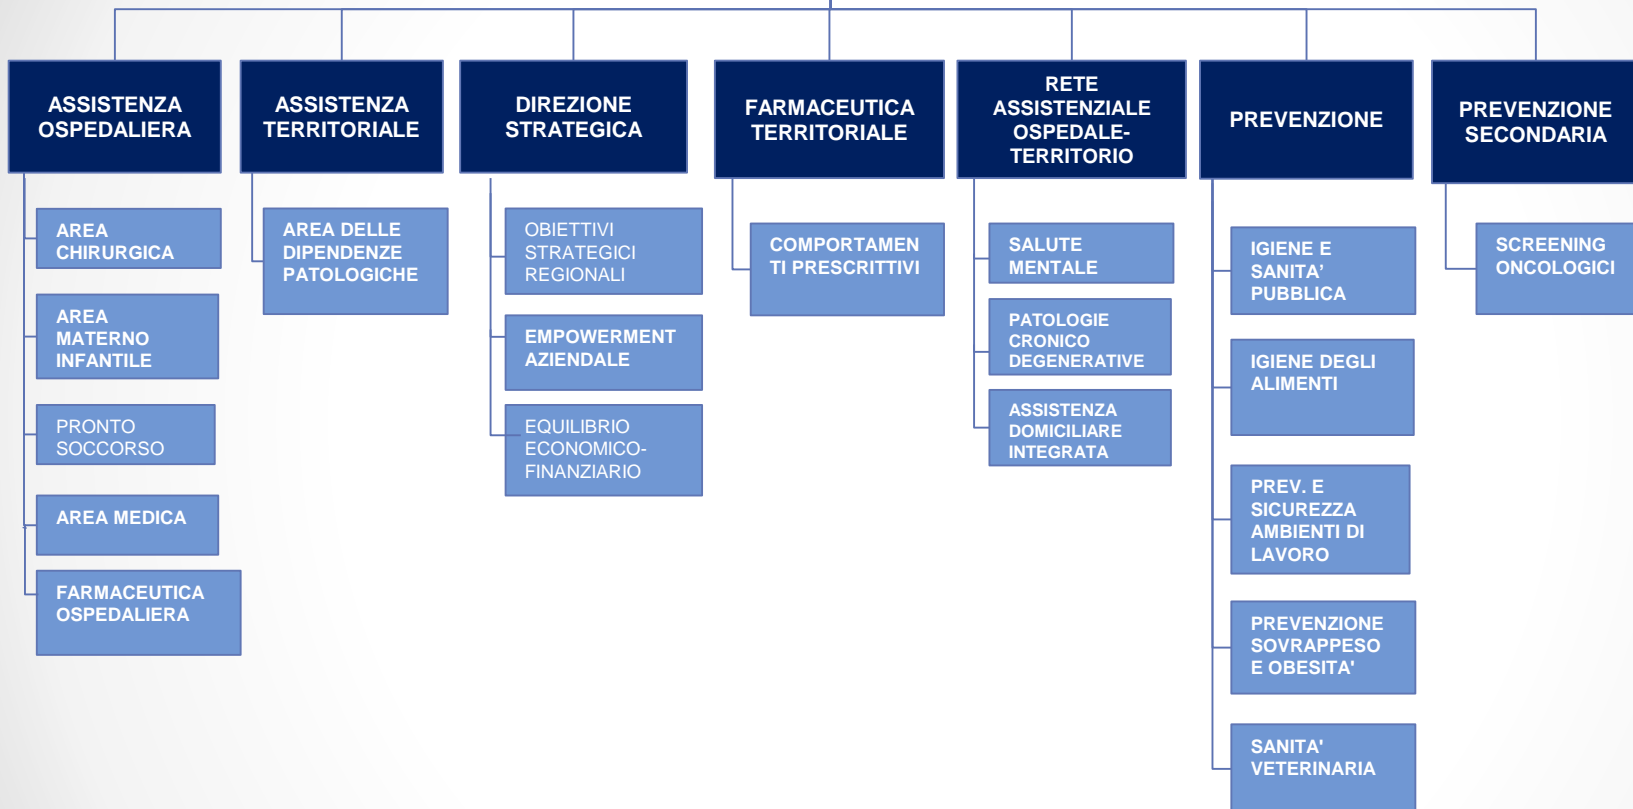 ASSISTENZA
OSPEDALIERA
AREA
CHIRURGICA
AREA
MATERNO
INFANTILE
PRONTO
SOCCORSO
AREA MEDICA
FARMACEUTICA
OSPEDALIERA
ASSISTENZA
TERRITORIALE
AREA DELLE
DIPENDENZE
PATOLOGICHE
DIREZIONE
STRATEGICA
OBIETTIVI
STRATEGICI
REGIONALI
EMPOWERMENT
AZIENDALE
EQUILIBRIO
ECONOMICO-
FINANZIARIO
FARMACEUTICA
TERRITORIALE
COMPORTAMEN
TI PRESCRITTIVI
RETE
ASSISTENZIALE
OSPEDALE-
TERRITORIO
SALUTE
MENTALE
PATOLOGIE
CRONICO
DEGENERATIVE
ASSISTENZA
DOMICILIARE
INTEGRATA
PREVENZIONE
IGIENE E
SANITA’
PUBBLICA
IGIENE DEGLI
ALIMENTI
PREV. E
SICUREZZA
AMBIENTI DI
LAVORO
PREVENZIONE
SOVRAPPESO
E OBESITA'
SANITA'
VETERINARIA
PREVENZIONE
SECONDARIA
SCREENING
ONCOLOGICI